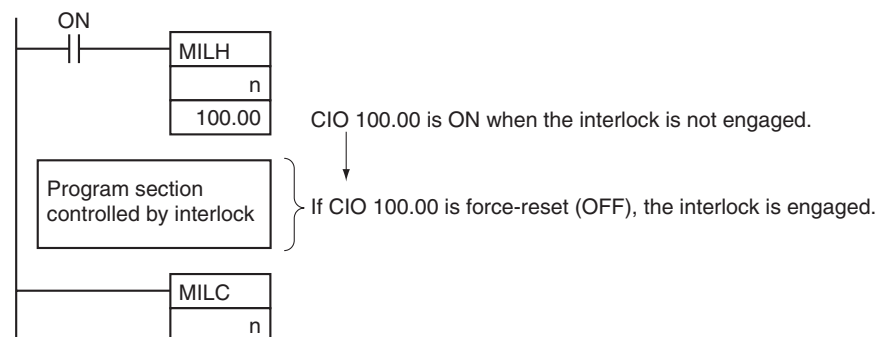 ON
MILH
n
100.00
CIO 100.00 is ON when the interlock is not engaged.
Program section
controlled by interlock
If CIO 100.00 is force-reset (OFF), the interlock is engaged.
MILC
n